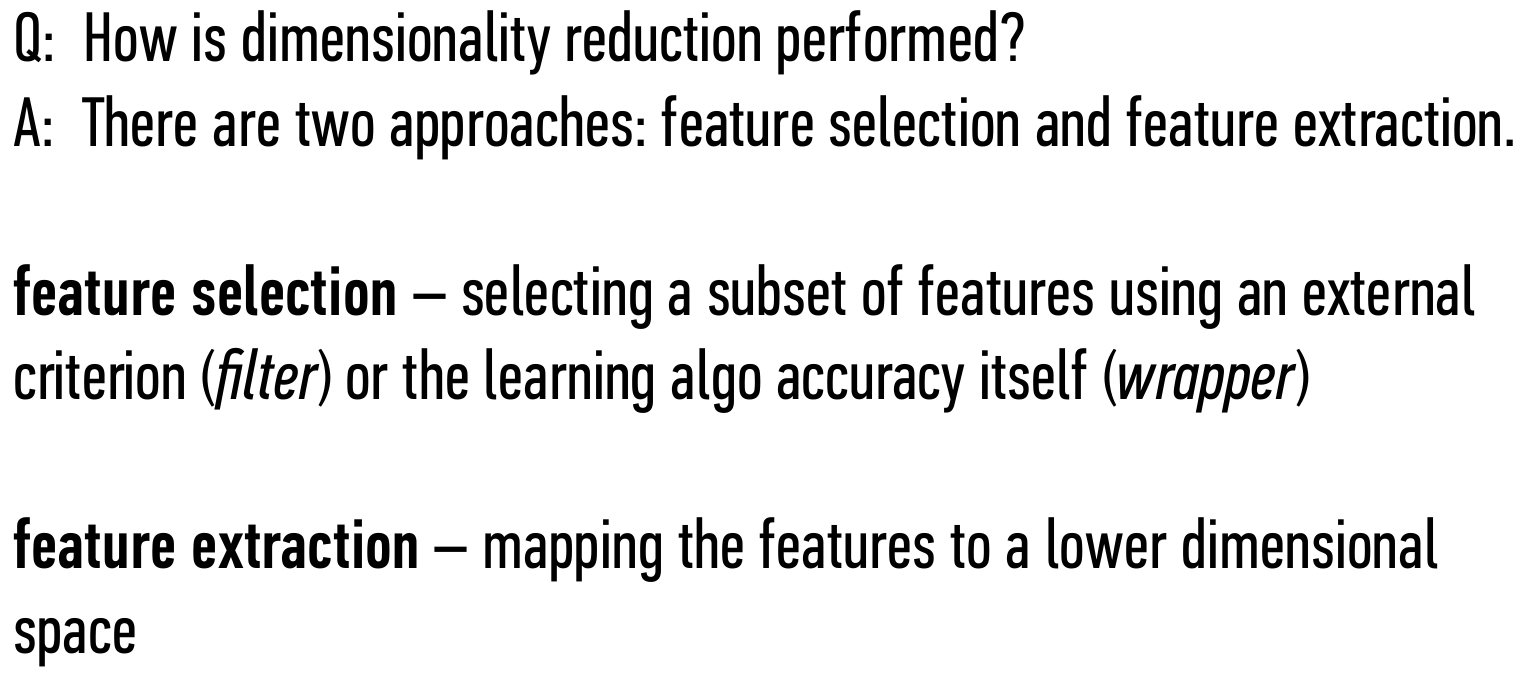 Q: How is dimensionality reduction performed?
A: There are two approaches: feature selection and feature extraction.
feature selection – selecting a subset of features using an external
criterion (filter) or the learning algo accuracy itself (wrapper)
feature extraction – mapping the features to a lower dimensional
space